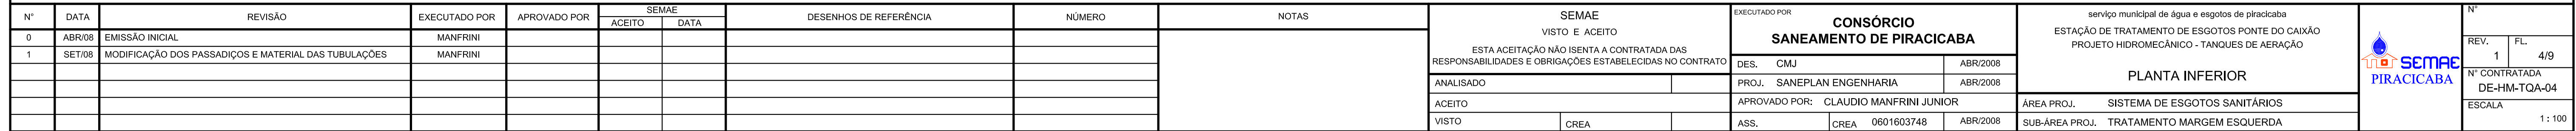 N° DATA REVISÃO EXECUTADO POR APROVADO POR SEMAE ACEITO DATA DESENHOS DE REFERÊNCIA NÚMERO NOTAS
0 ABR/08 EMISSÃO INICIAL MANFRINI
1 SET/08 MODIFICAÇÃO DOS PASSADIÇOS E MATERIAL DAS TUBULAÇÕES MANFRINI
SEMAE
VISTO E ACEITO
ESTA ACEITAÇÃO NÃO ISENTA A CONTRATADA DAS
RESPONSABILIDADES E OBRIGAÇÕES ESTABELECIDAS NO CONTRATO
ANALISADO
ACEITO
VISTO CREA
EXECUTADO POR
CONSÓRCIO
SANEAMENTO DE PIRACICABA
DES. CMJ ABR/2008
PROJ. SANEPLAN ENGENHARIA ABR/2008
APROVADO POR: CLAUDIO MANFRINI JUNIOR
ASS. CREA 0601603748 ABR/2008
serviço municipal de água e esgotos de piracicaba
ESTAÇÃO DE TRATAMENTO DE ESGOTOS PONTE DO CAIXÃO
PROJETO HIDROMECÂNICO - TANQUES DE AERAÇÃO
PLANTA INFERIOR
ÁREA PROJ. SISTEMA DE ESGOTOS SANITÁRIOS
SUB-ÁREA PROJ. TRATAMENTO MARGEM ESQUERDA
SEMAE
PIRACICABA
N°
REV. FL.
1 4/9
N° CONTRATADA
DE-HM-TQA-04
ESCALA
1 : 100